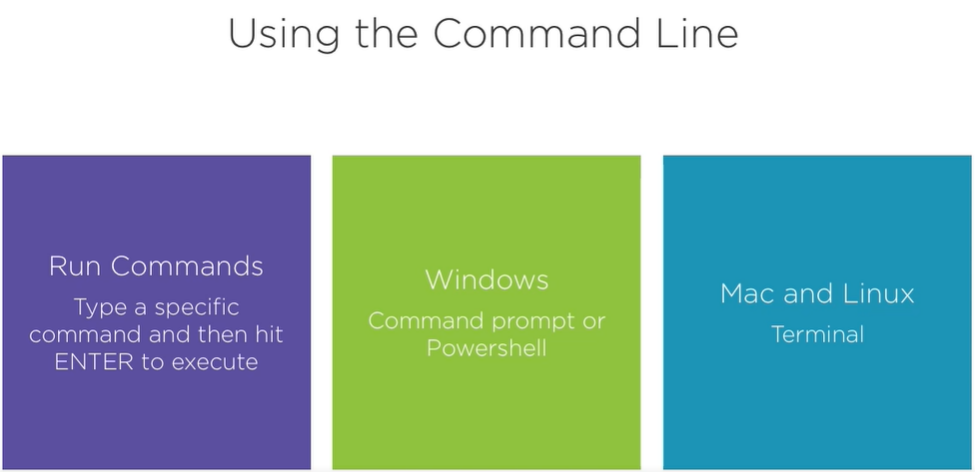 Using the Command Line
Run Commands
Type a specific
command and then hit
ENTER to execute
Windows
Command prompt or
Powershell
Mac and Linux
Terminal